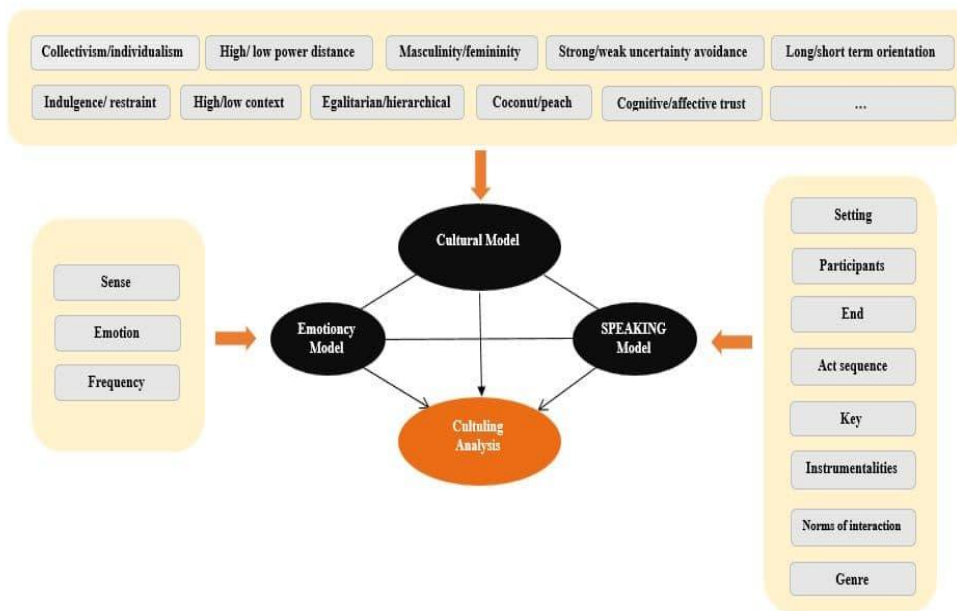 Collectivism/individualism
High/ low power distance
Masculinity/femininity
Strong/weak uncertainty avoidance
Long/short term orientation
Indulgence/ restraint
High/low context
Egalitarian/hierarchical
Coconut/peach
Cognitive/affective trust
...
Cultural Model
Sense
Emotion
Frequency
Emotioncy
Model
SPEAKING
Model
Cultuling
Analysis
Setting
Participants
End
Act sequence
Key
Instrumentalities
Norms of interaction
Genre